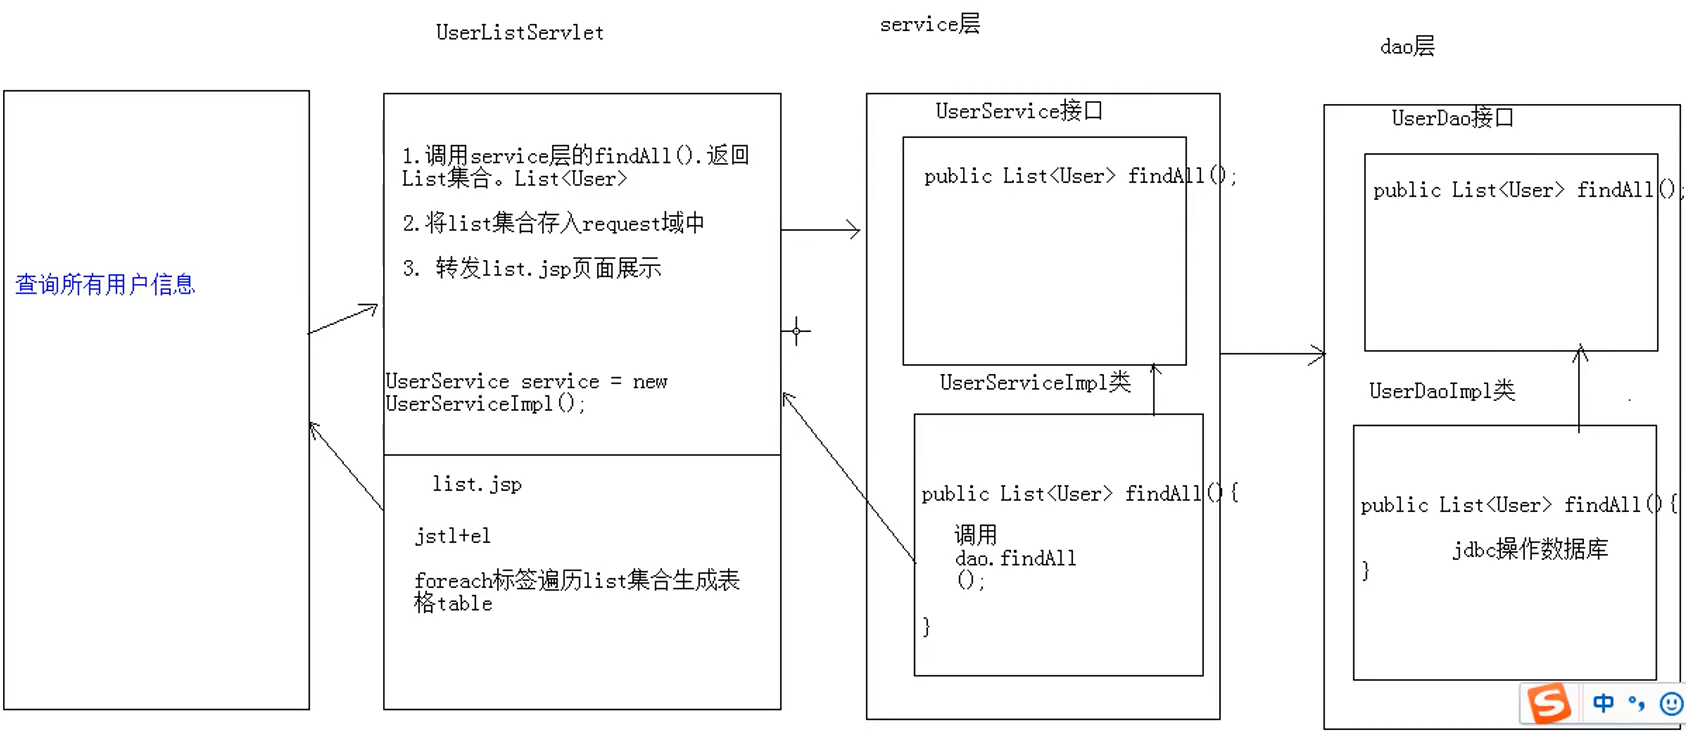 UserListServlet
service层
dao层
查询所有用户信息
1.调用service层的findAll().返回
List集合。List<User>
2.将list集合存入request域中
3. 转发list.jsp页面展示
UserService service = new
UserServiceImpl();
list.jsp
jstl+el
foreach标签遍历list集合生成表
格table
UserService接口
public List<User> findAll();
UserServiceImpl类
public List<User> findAll(){
调用
dao.findAll
();
}
UserDao接口
public List<User> findAll();
UserDaoImpl类
public List<User> findAll(){
jdbc操作数据库
}
S
中 °,